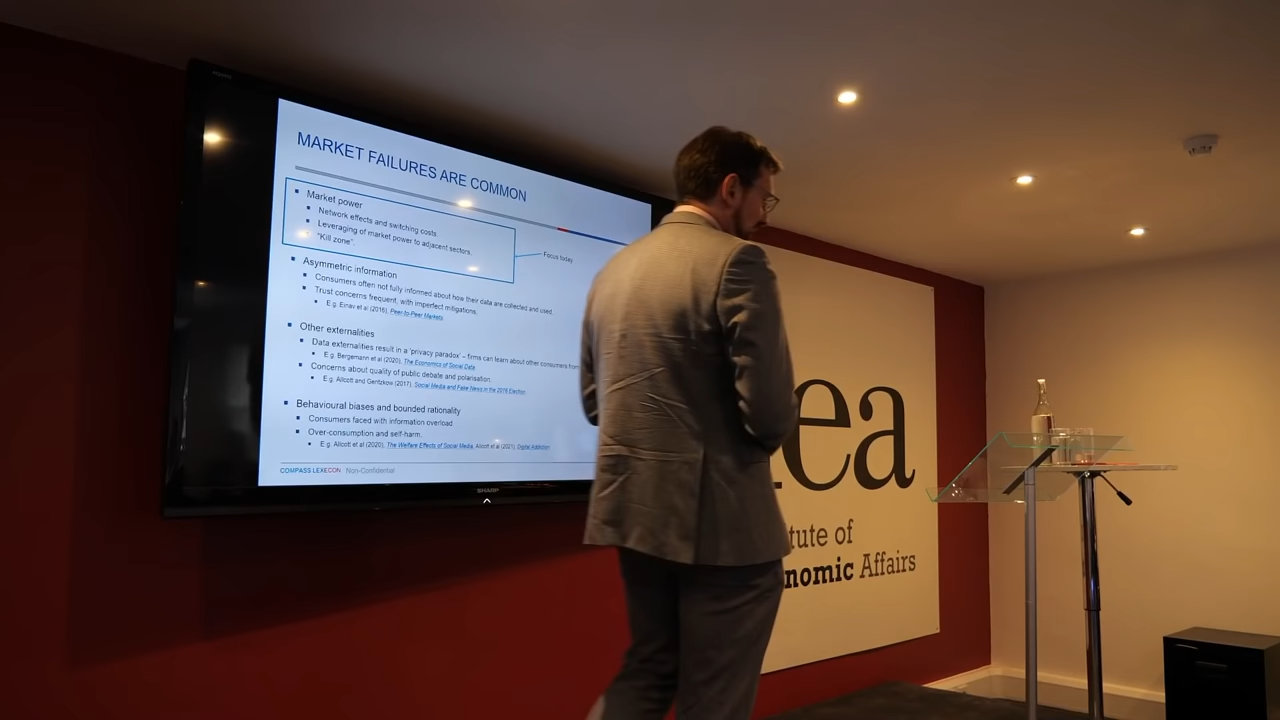 MARKET FAILURES ARE COMMON
Market power
Network effects and switching costs.
Leveraging of market power to adjacent sectors.
"Kill zone".
Focus today
Asymmetric information
Consumers often not fully informed about how their data are collected and used.
Trust concerns frequent, with imperfect mitigations.
E.g. Einav et al (2016), Peer-to-Peer Markets.
Other externalities
Data externalities result in a 'privacy paradox' – firms can learn about other consumers from
E.g. Bergemann et al (2020), The Economics of Social Data
Concerns about quality of public debate and polarisation.
E.g. Allcott and Gentzkow (2017), Social Media and Fake News in the 2016 Election
Behavioural biases and bounded rationality
Consumers faced with information overload
Over-consumption and self-harm.
E.g. Allcott et al (2020), The Welfare Effects of Social Media, Alcott et al (2021), Digital Addiction
COMPASS LEXECON Non-Confidential
SHARP
ea
tute of
nomic Affairs